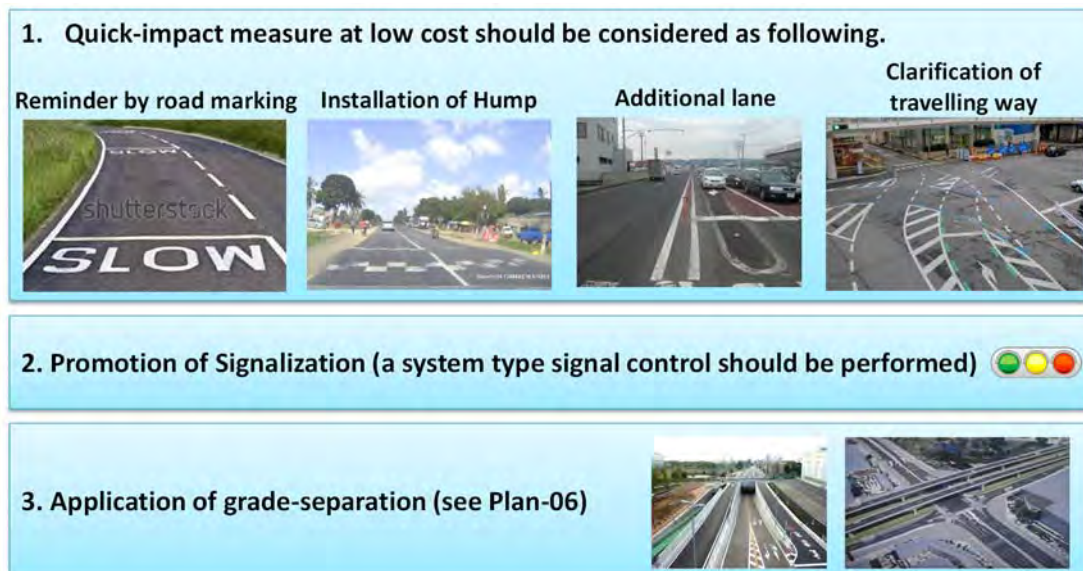 1. Quick-impact measure at low cost should be considered as following.
Reminder by road marking
Installation of Hump
Additional lane
Clarification of
travelling way
SLOW
shutterstock
SLOW
2. Promotion of Signalization (a system type signal control should be performed)
3. Application of grade-separation (see Plan-06)